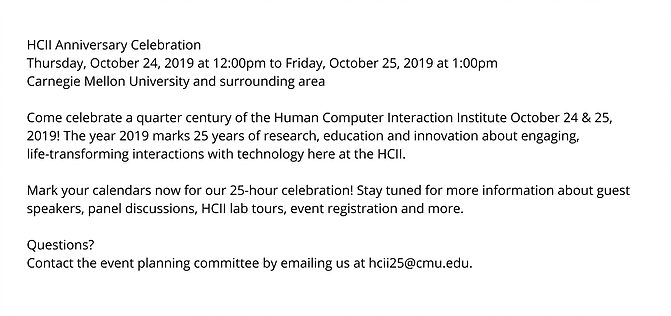 HCII Anniversary Celebration
Thursday, October 24, 2019 at 12:00pm to Friday, October 25, 2019 at 1:00pm
Carnegie Mellon University and surrounding area
Come celebrate a quarter century of the Human Computer Interaction Institute October 24 & 25,
2019! The year 2019 marks 25 years of research, education and innovation about engaging,
life-transforming interactions with technology here at the HCII.
Mark your calendars now for our 25-hour celebration! Stay tuned for more information about guest
speakers, panel discussions, HCII lab tours, event registration and more.
Questions?
Contact the event planning committee by emailing us at hcii25@cmu.edu.